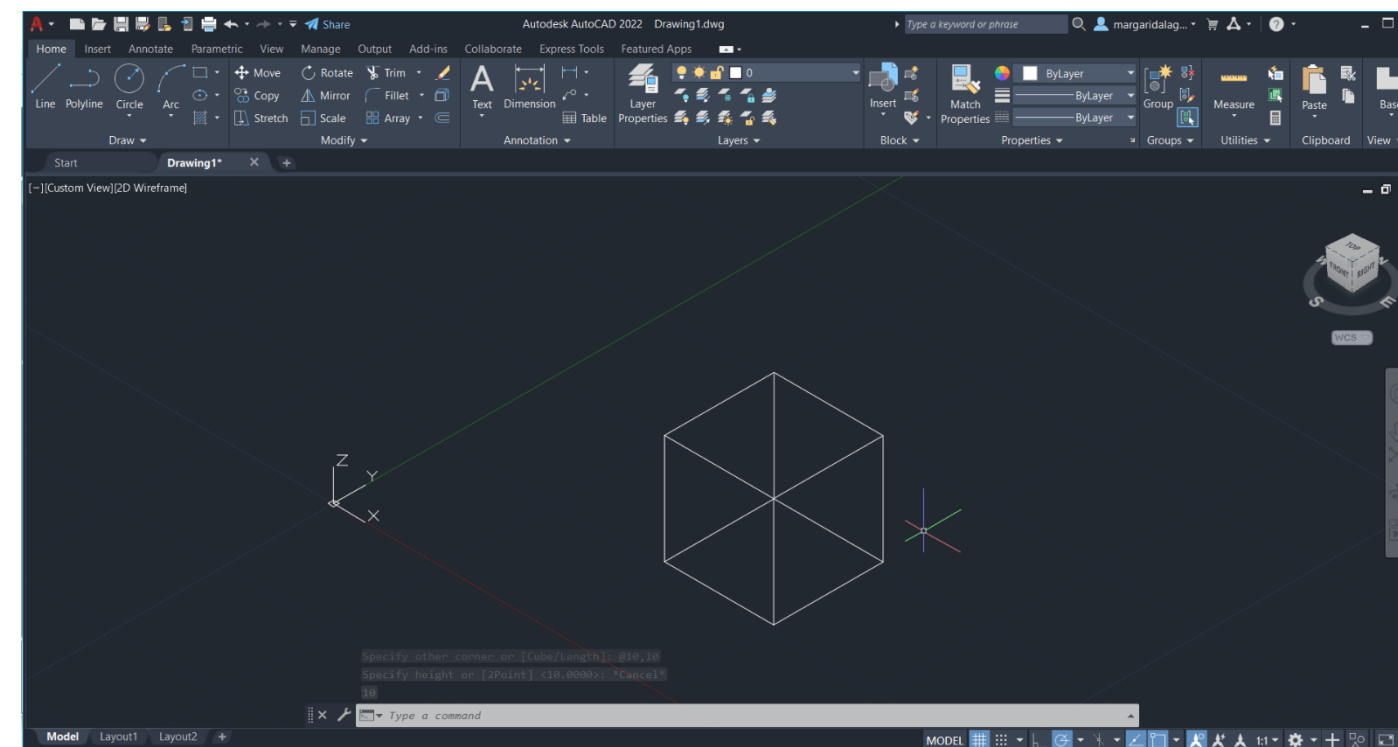 A Share Autodesk AutoCAD 2022 Drawing1.dwg Type a keyword or phrase margaridalag... ?
Home Insert Annotate Parametric View Manage Output Add-ins Collaborate Express Tools Featured Apps
Move Rotate Trim 0 ByLayer
Copy Mirror Fillet ByLayer
Line Polyline Circle Arc Text Dimension Layer Insert Match Group Measure Paste Bas
Stretch Scale Array Table Properties Properties ByLayer
Draw Modify Annotation Layers Block Properties Groups Utilities Clipboard View
Start Drawing1* +
[−][Custom View][2D Wireframe]
TOP
FRONT RIGHT
S E
WCS
Z
Y
X
Specify other corner or [Cube/Length]: @10,10
Specify height or [2Point] <10.0000>: *Cancel*
10
Type a command
Model Layout1 Layout2 +
MODEL 1:1